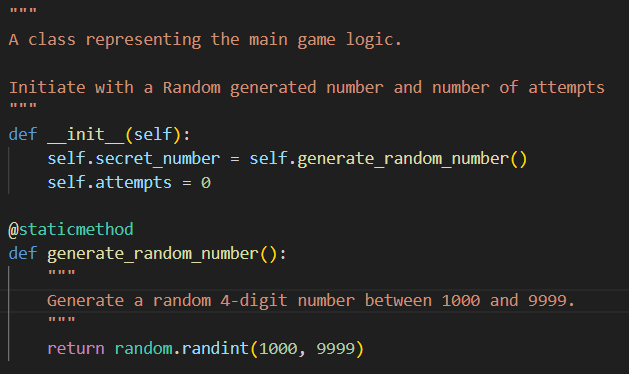 """
A class representing the main game logic.
Initiate with a Random generated number and number of attempts
"""
def __init__(self):
    self.secret_number = self.generate_random_number()
    self.attempts = 0
@staticmethod
def generate_random_number():
    """
    Generate a random 4-digit number between 1000 and 9999.
    """
    return random.randint(1000, 9999)